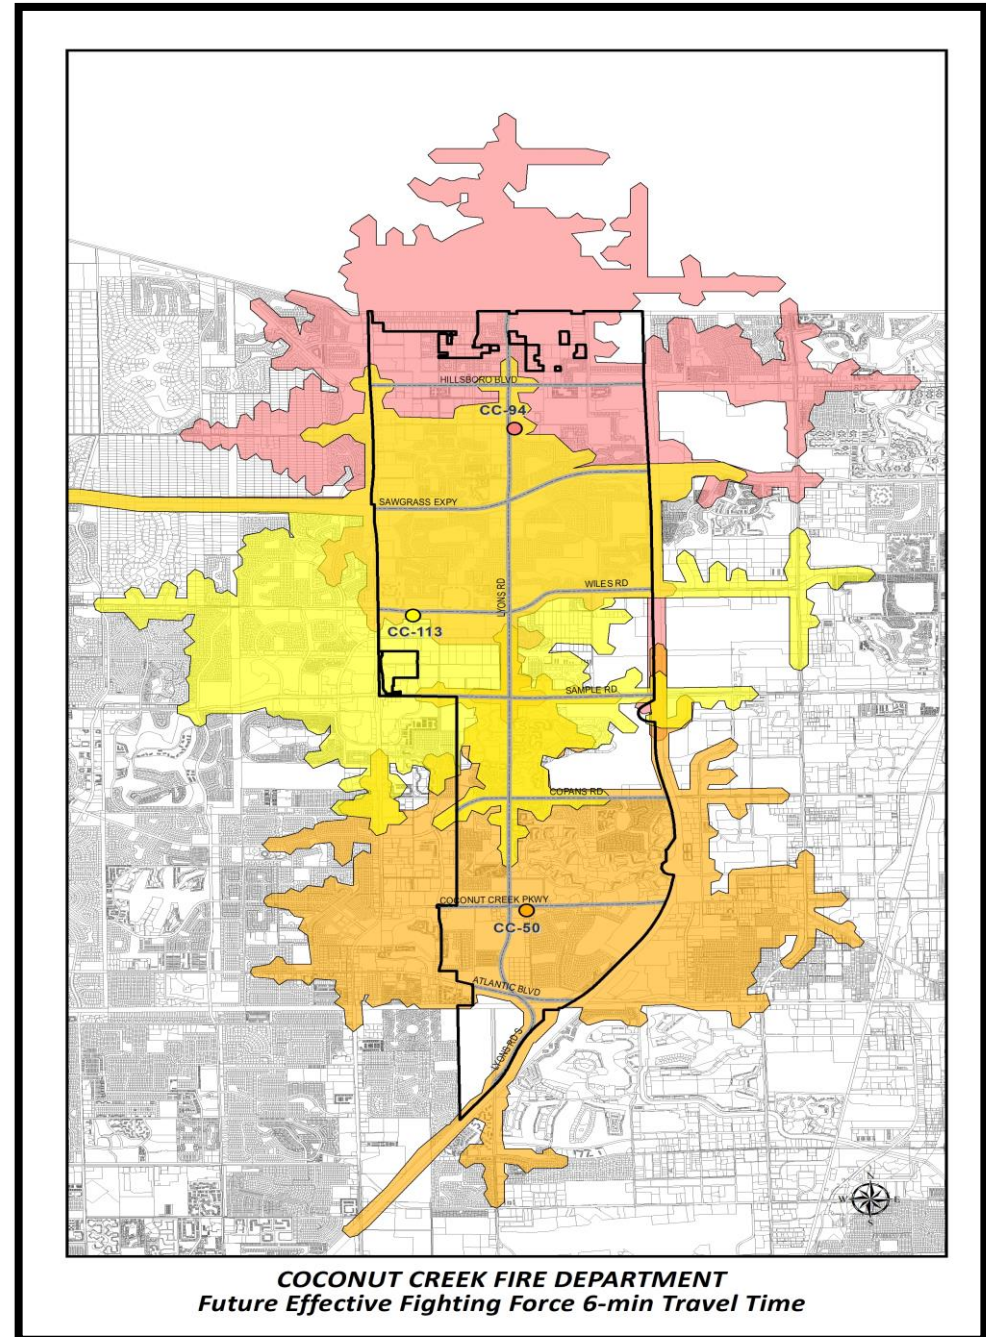 HILLSBORO BLVD
CC-94
SAWGRASS EXPY
LYONS RD
WILES RD
CC-113
SAMPLE RD
COPANS RD
COCONUT CREEK PKWY
CC-50
ATLANTIC BLVD
LYONS RD S
N
W E
S
COCONUT CREEK FIRE DEPARTMENT
Future Effective Fighting Force 6-min Travel Time